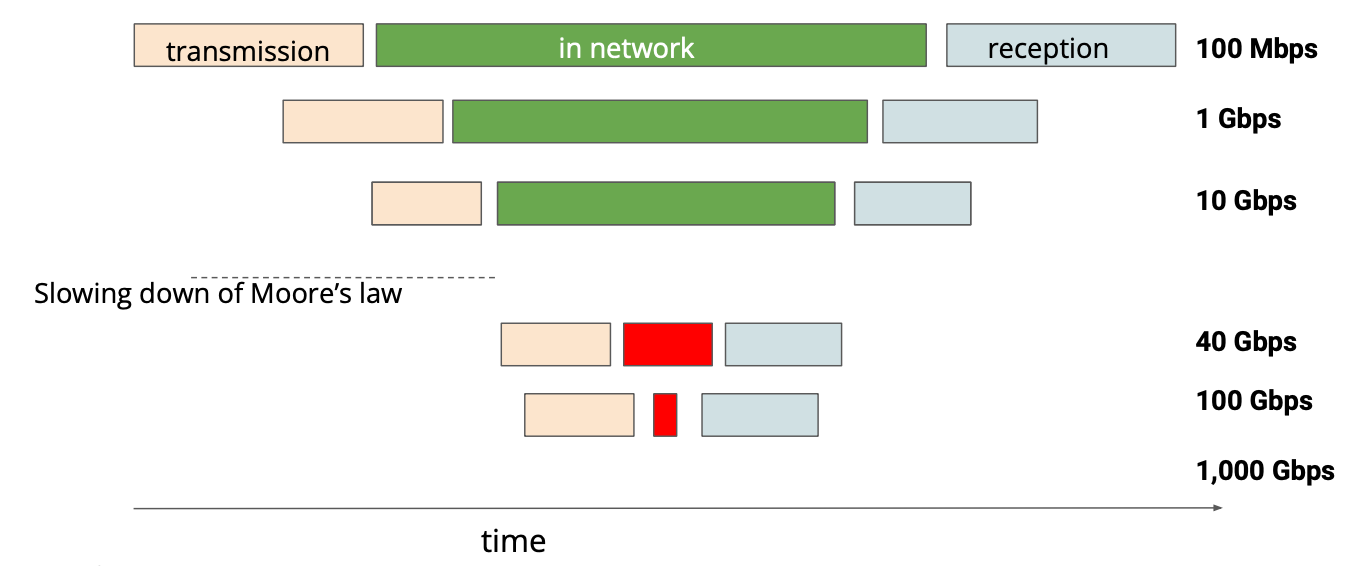 transmission in network reception 100 Mbps
1 Gbps
10 Gbps
Slowing down of Moore’s law
40 Gbps
100 Gbps
1,000 Gbps
time